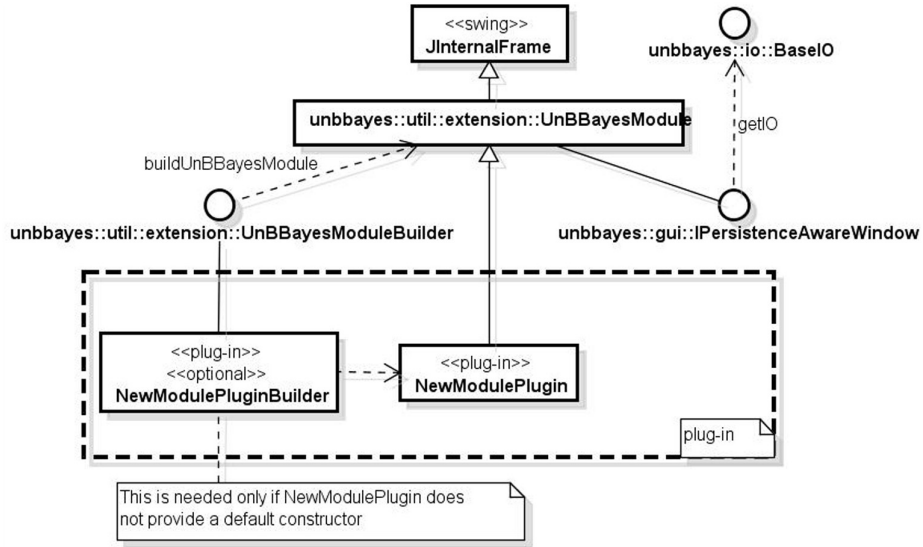 <<swing>>
JInternalFrame
unbbayes::io::BaseIO
unbbayes::util::extension::UnBBayesModule
getIO
buildUnBBayesModule
unbbayes::util::extension::UnBBayesModuleBuilder
unbbayes::gui::IPersistenceAwareWindow
<<plug-in>>
<<optional>>
NewModulePluginBuilder
<<plug-in>>
NewModulePlugin
plug-in
This is needed only if NewModulePlugin does
not provide a default constructor